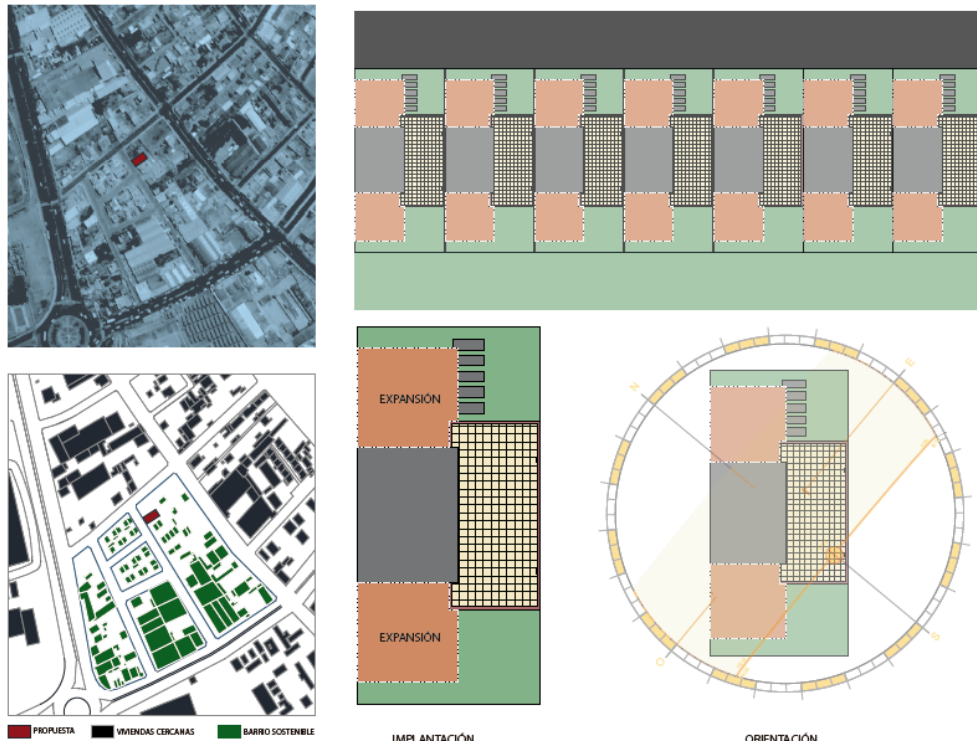 EXPANSIÓN
EXPANSIÓN
N
E
S
O
PROPUESTA
VIVIENDAS CERCANAS
BARRIO SOSTENIBLE
IMPLANTACIÓN
ORIENTACIÓN